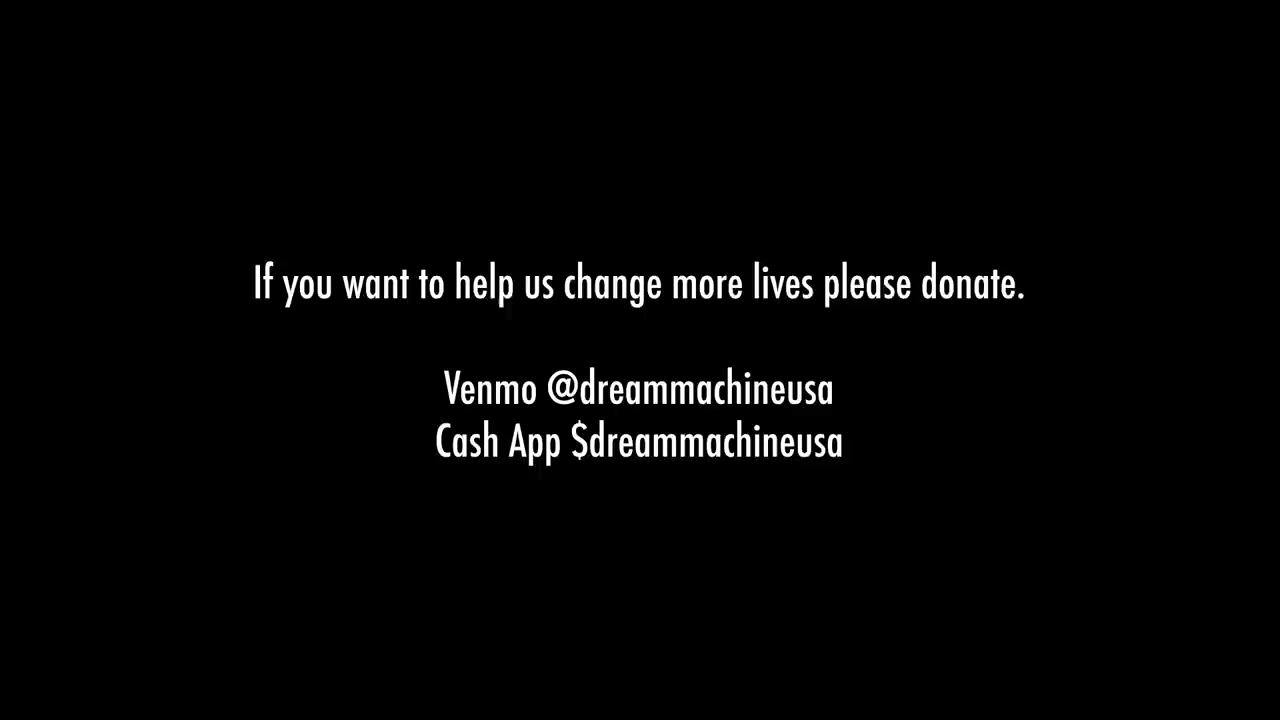 If you want to help us change more lives please donate.
Venmo @dreammachineusa
Cash App $dreammachineusa